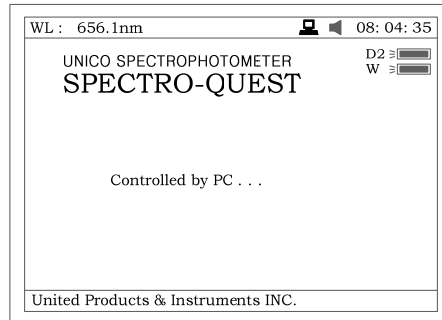 WL : 656.1nm 08: 04: 35
UNICO SPECTROPHOTOMETER
SPECTRO-QUEST
D2
W
Controlled by PC . . .
United Products & Instruments INC.